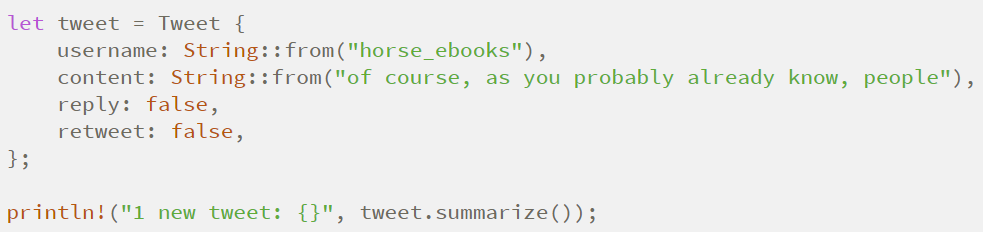 let tweet = Tweet {
    username: String::from("horse_ebooks"),
    content: String::from("of course, as you probably already know, people"),
    reply: false,
    retweet: false,
};

println!("1 new tweet: {}", tweet.summarize());